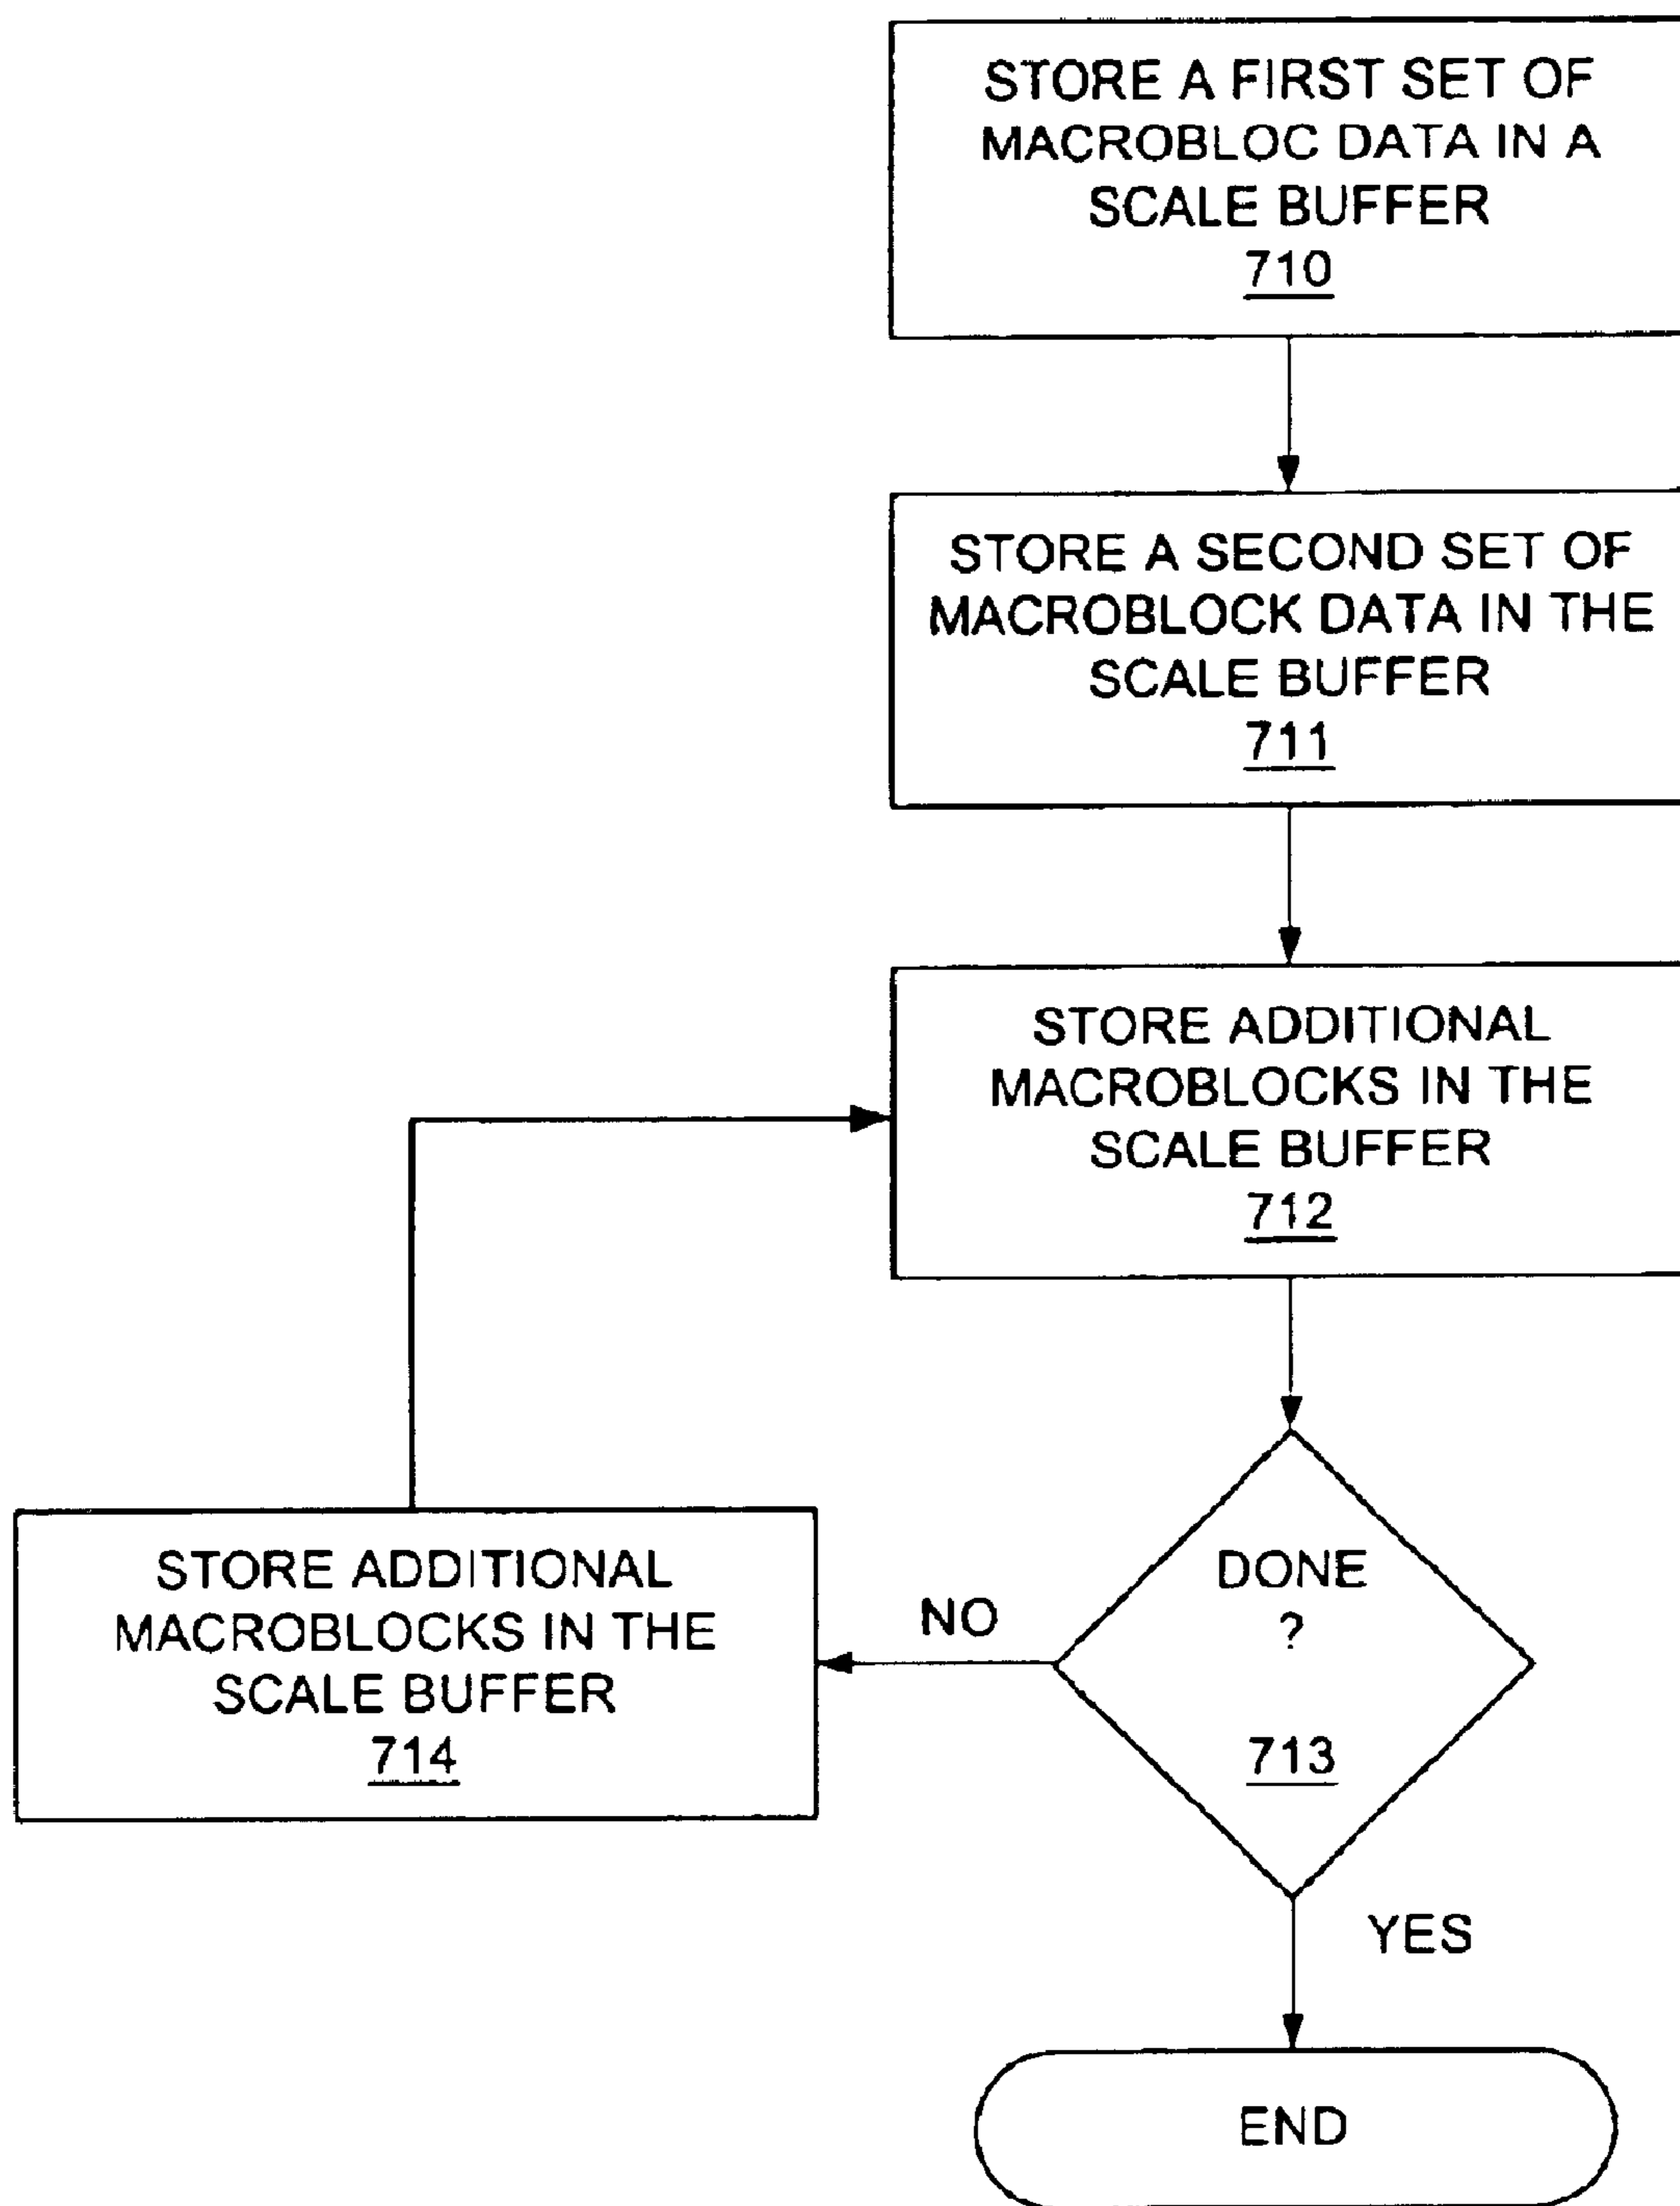 STORE A FIRST SET OF
MACROBLOC DATA IN A
SCALE BUFFER
710
STORE A SECOND SET OF
MACROBLOCK DATA IN THE
SCALE BUFFER
711
STORE ADDITIONAL
MACROBLOCKS IN THE
SCALE BUFFER
712
DONE
?
713
NO
STORE ADDITIONAL
MACROBLOCKS IN THE
SCALE BUFFER
714
YES
END